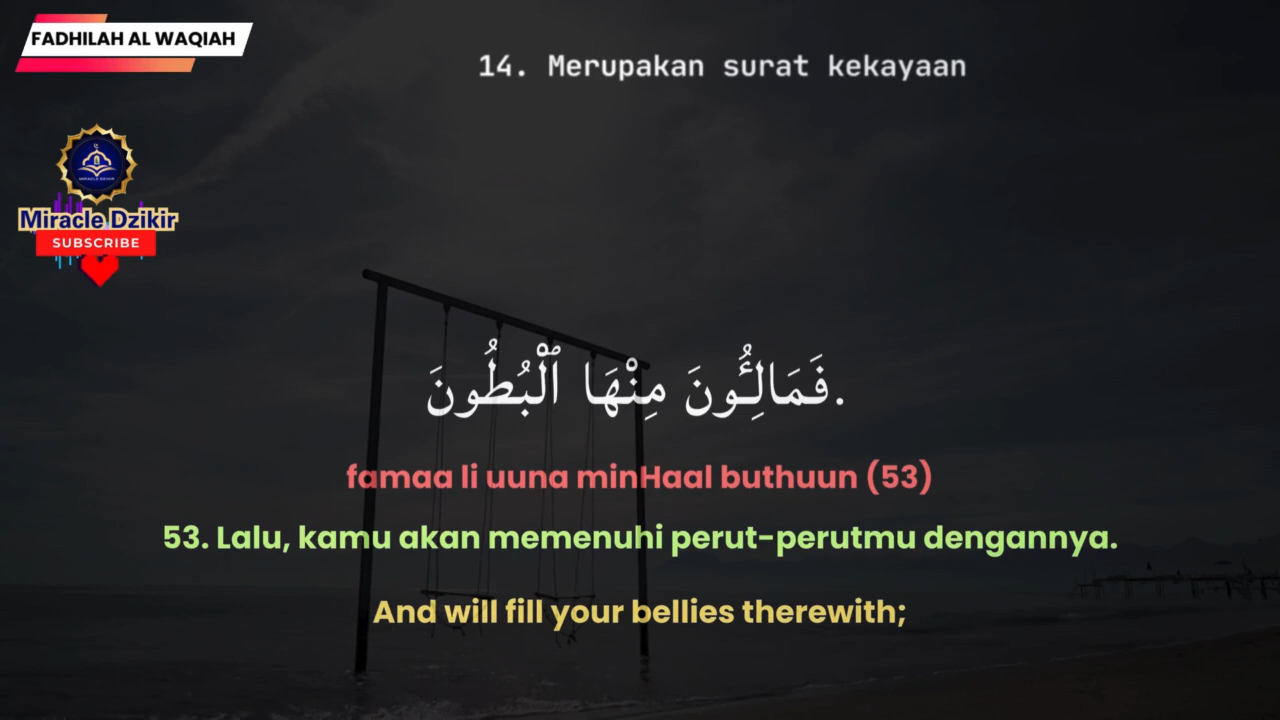 FADHILAH AL WAQIAH
14. Merupakan surat kekayaan
Miracle Dzikir
SUBSCRIBE
فَمَالِـُٔونَ مِنْهَا ٱلْبُطُونَ.
famaa li uuna minHaal buthuun (53)
53. Lalu, kamu akan memenuhi perut-perutmu dengannya.
And will fill your bellies therewith;